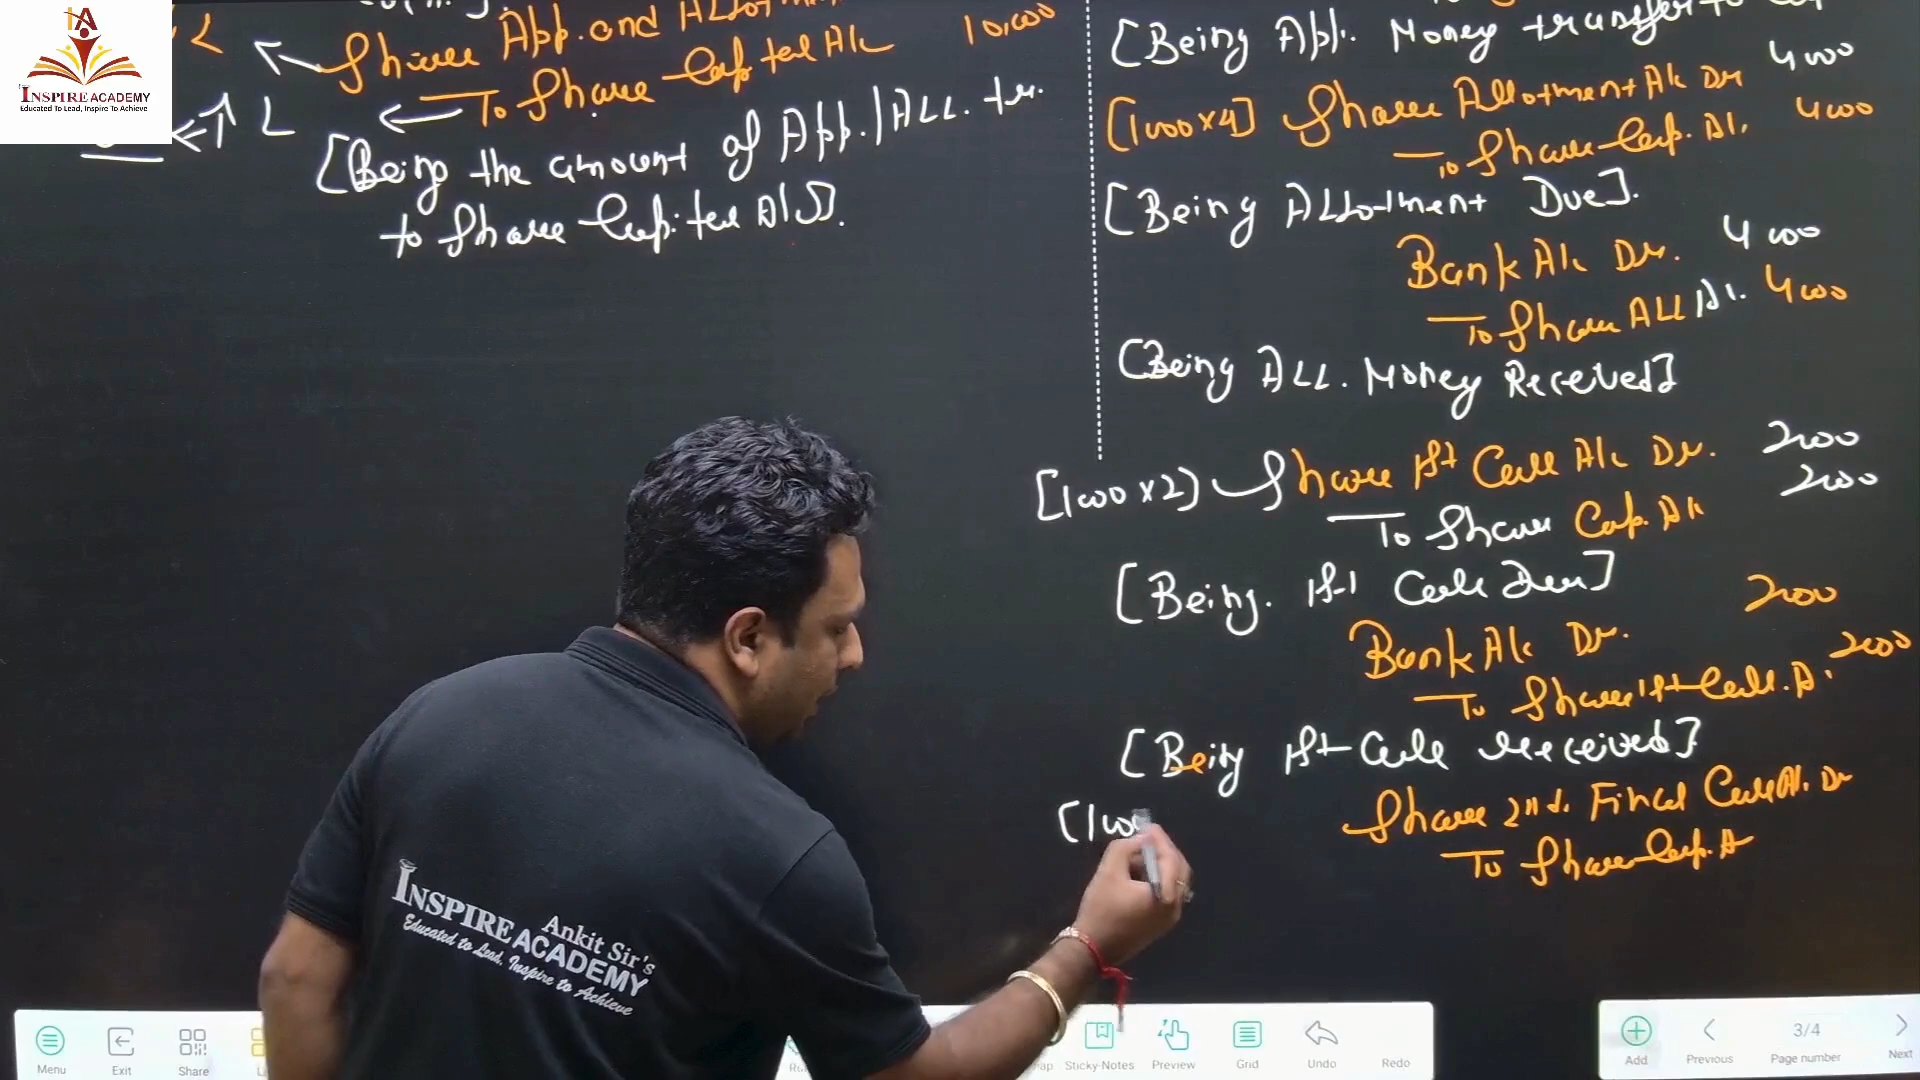 INSPIRE ACADEMY
Educated To Lead, Inspire To Achieve
Share App. and
10,000
To Share Capital A/c
[Being the amount of App./All. tr.
to Share Capital A/c].
[Being App. Money transfer to
4000
[1000×4] Share Allotment A/c Dr
To Share Cap. A/c 4000
[Being Allotment Due].
Bank A/c Dr. 4000
To Share All A/c. 4000
[Being All. Money Received]
[1000×2) Share 1st Call A/c Dr. 2000
To Share Cap. A/c 2000
[Being. 1st Call Due]
Bank A/c Dr. 2000
To Share 1st Call. A. 2000
[Being 1st Call received]
Share 2nd. Final Call A/c. Dr
[100
To Share Cap. A
Ankit Sir's
INSPIRE ACADEMY
Educated to Lead, Inspire to Achieve
Menu
Exit
Share
Sticky-Notes
Preview
Grid
Undo
Redo
Add
Previous
3/4
Page number
Next